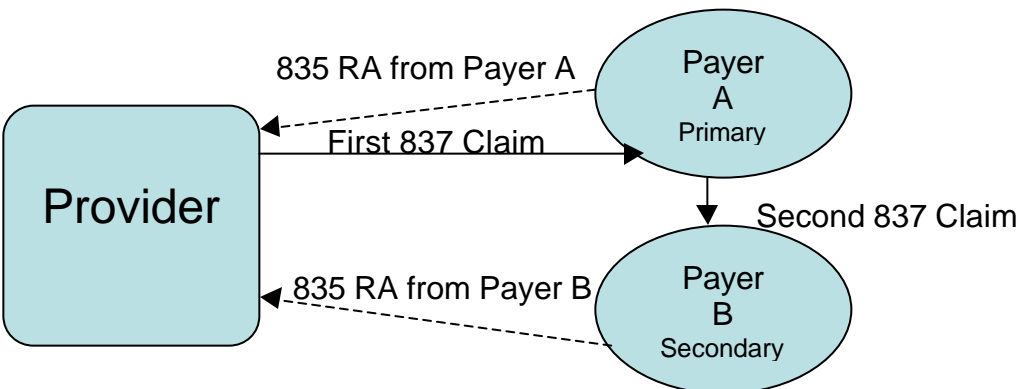 835 RA from Payer A
Payer
A
Primary
First 837 Claim
Provider
Second 837 Claim
835 RA from Payer B
Payer
B
Secondary